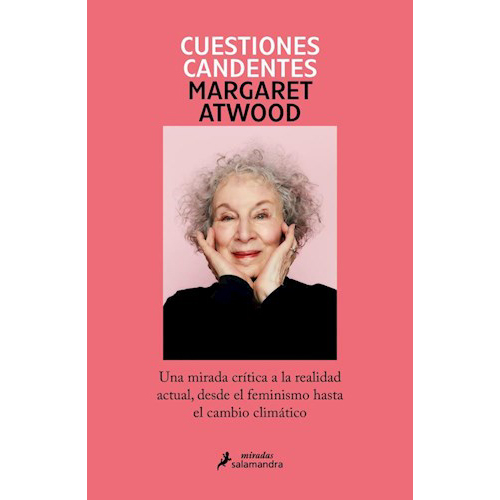 CUESTIONES
CANDENTES
MARGARET
ATWOOD
Una mirada crítica a la realidad
actual, desde el feminismo hasta
el cambio climático
miradas
salamandra